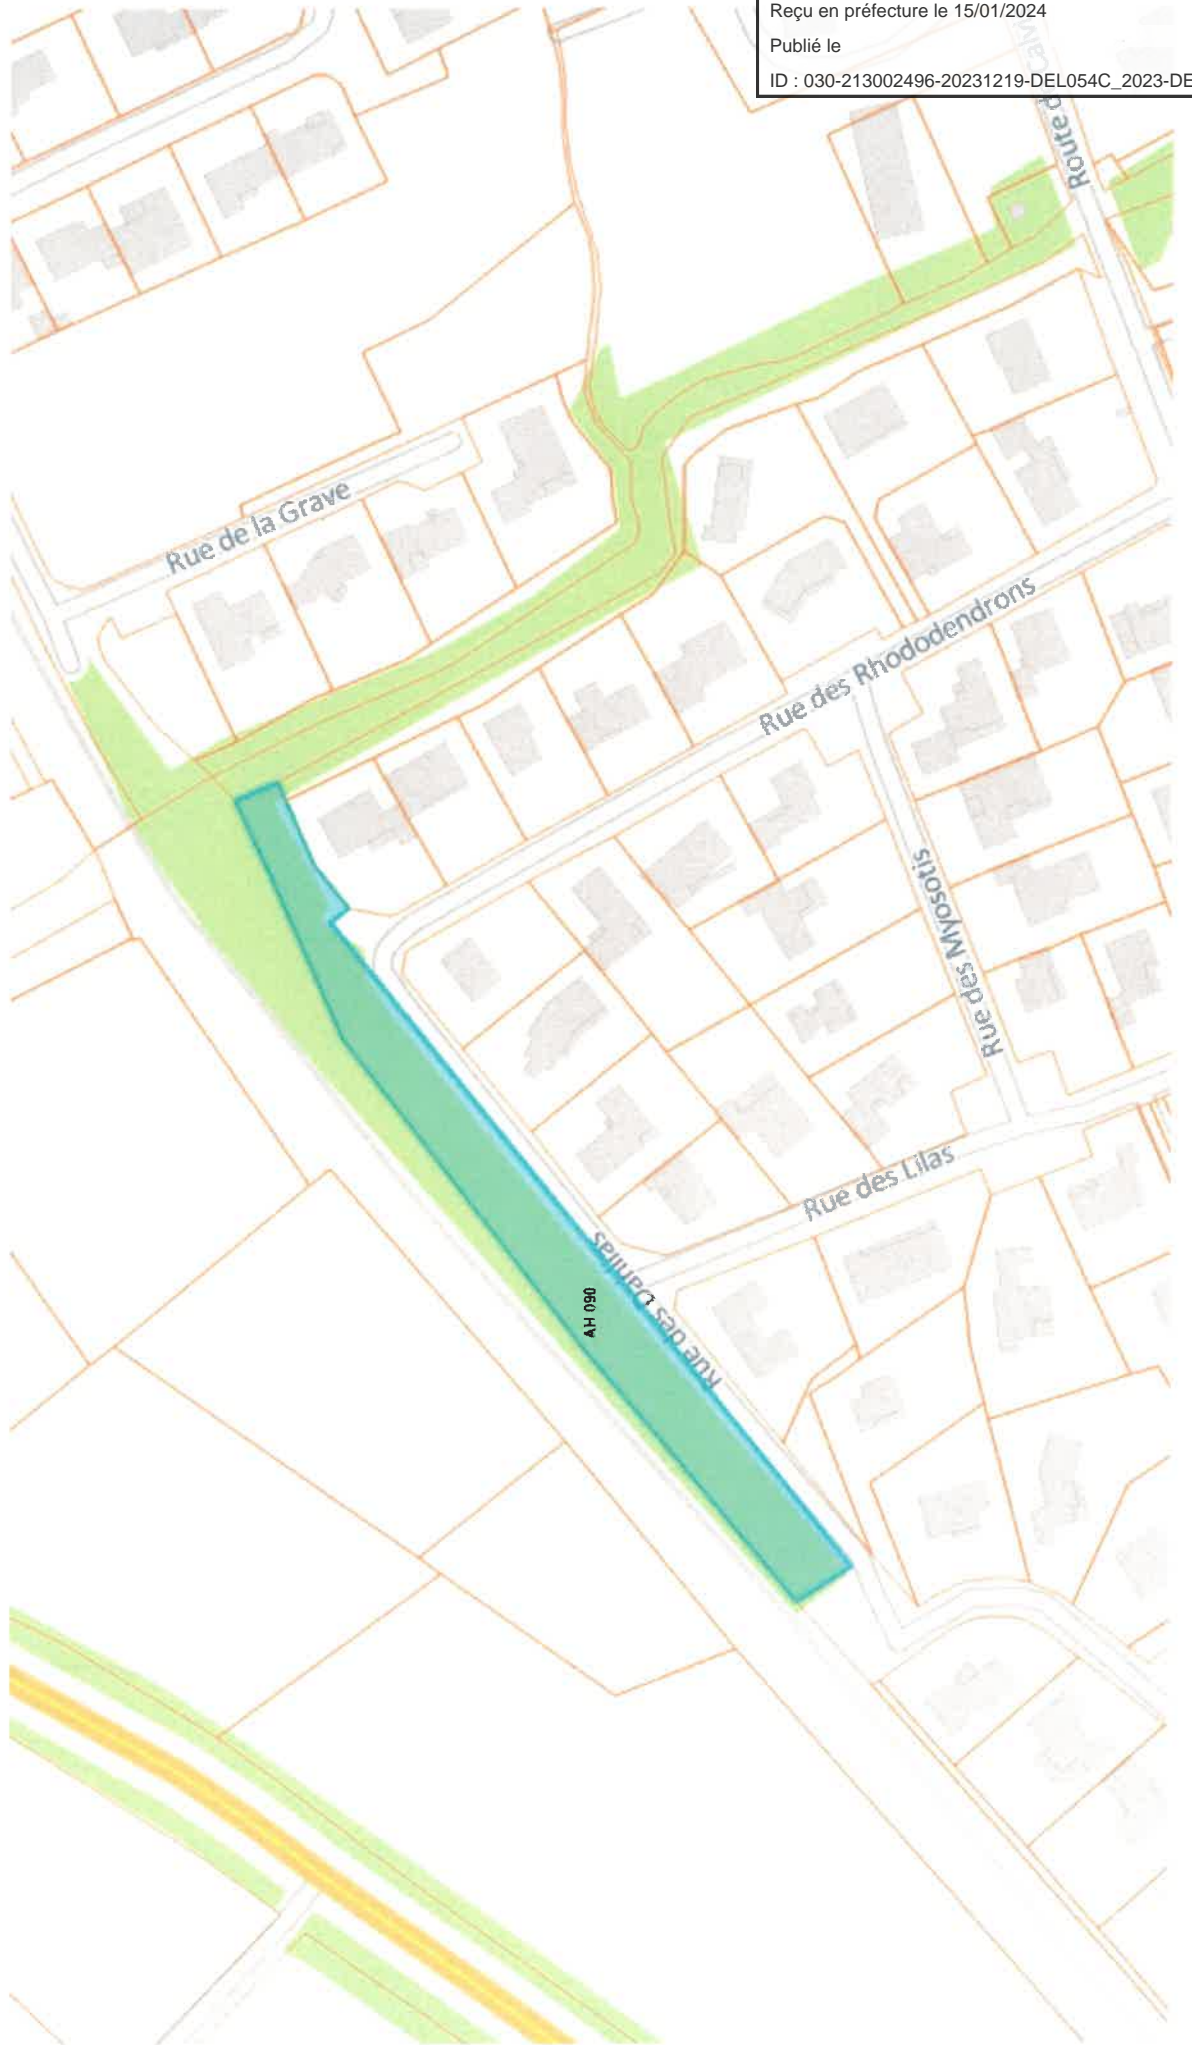 Reçu en préfecture le 15/01/2024
Publié le
ID : 030-213002496-20231219-DEL054C_2023-DE
Rue de la Grave
Rue des Rhododendrons
Rue des Myosotis
Rue des Lilas
Rue des Dahlias
AH 090